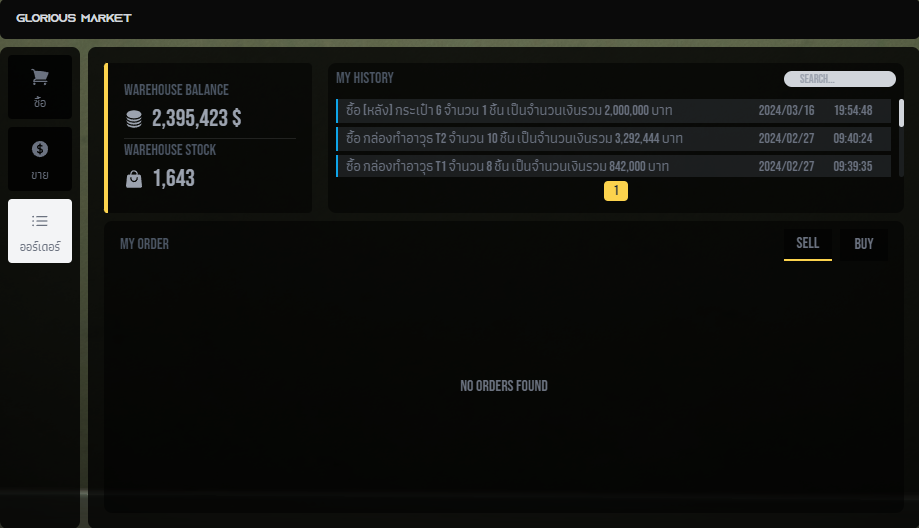 GLORIOUS MARKET
ซื้อ
ขาย
ออร์เดอร์
WAREHOUSE BALANCE
2,395,423 $
WAREHOUSE STOCK
1,643
MY HISTORY
SEARCH...
ซื้อ [หลัง] กระเป๋า 6 จำนวน 1 ชิ้น เป็นจำนวนเงินรวม 2,000,000 บาท 2024/03/16 19:54:48
ซื้อ กล่องทำอาวุธ T2 จำนวน 10 ชิ้น เป็นจำนวนเงินรวม 3,292,444 บาท 2024/02/27 09:40:24
ซื้อ กล่องทำอาวุธ T1 จำนวน 8 ชิ้น เป็นจำนวนเงินรวม 842,000 บาท 2024/02/27 09:39:35
1
MY ORDER
SELL BUY
NO ORDERS FOUND